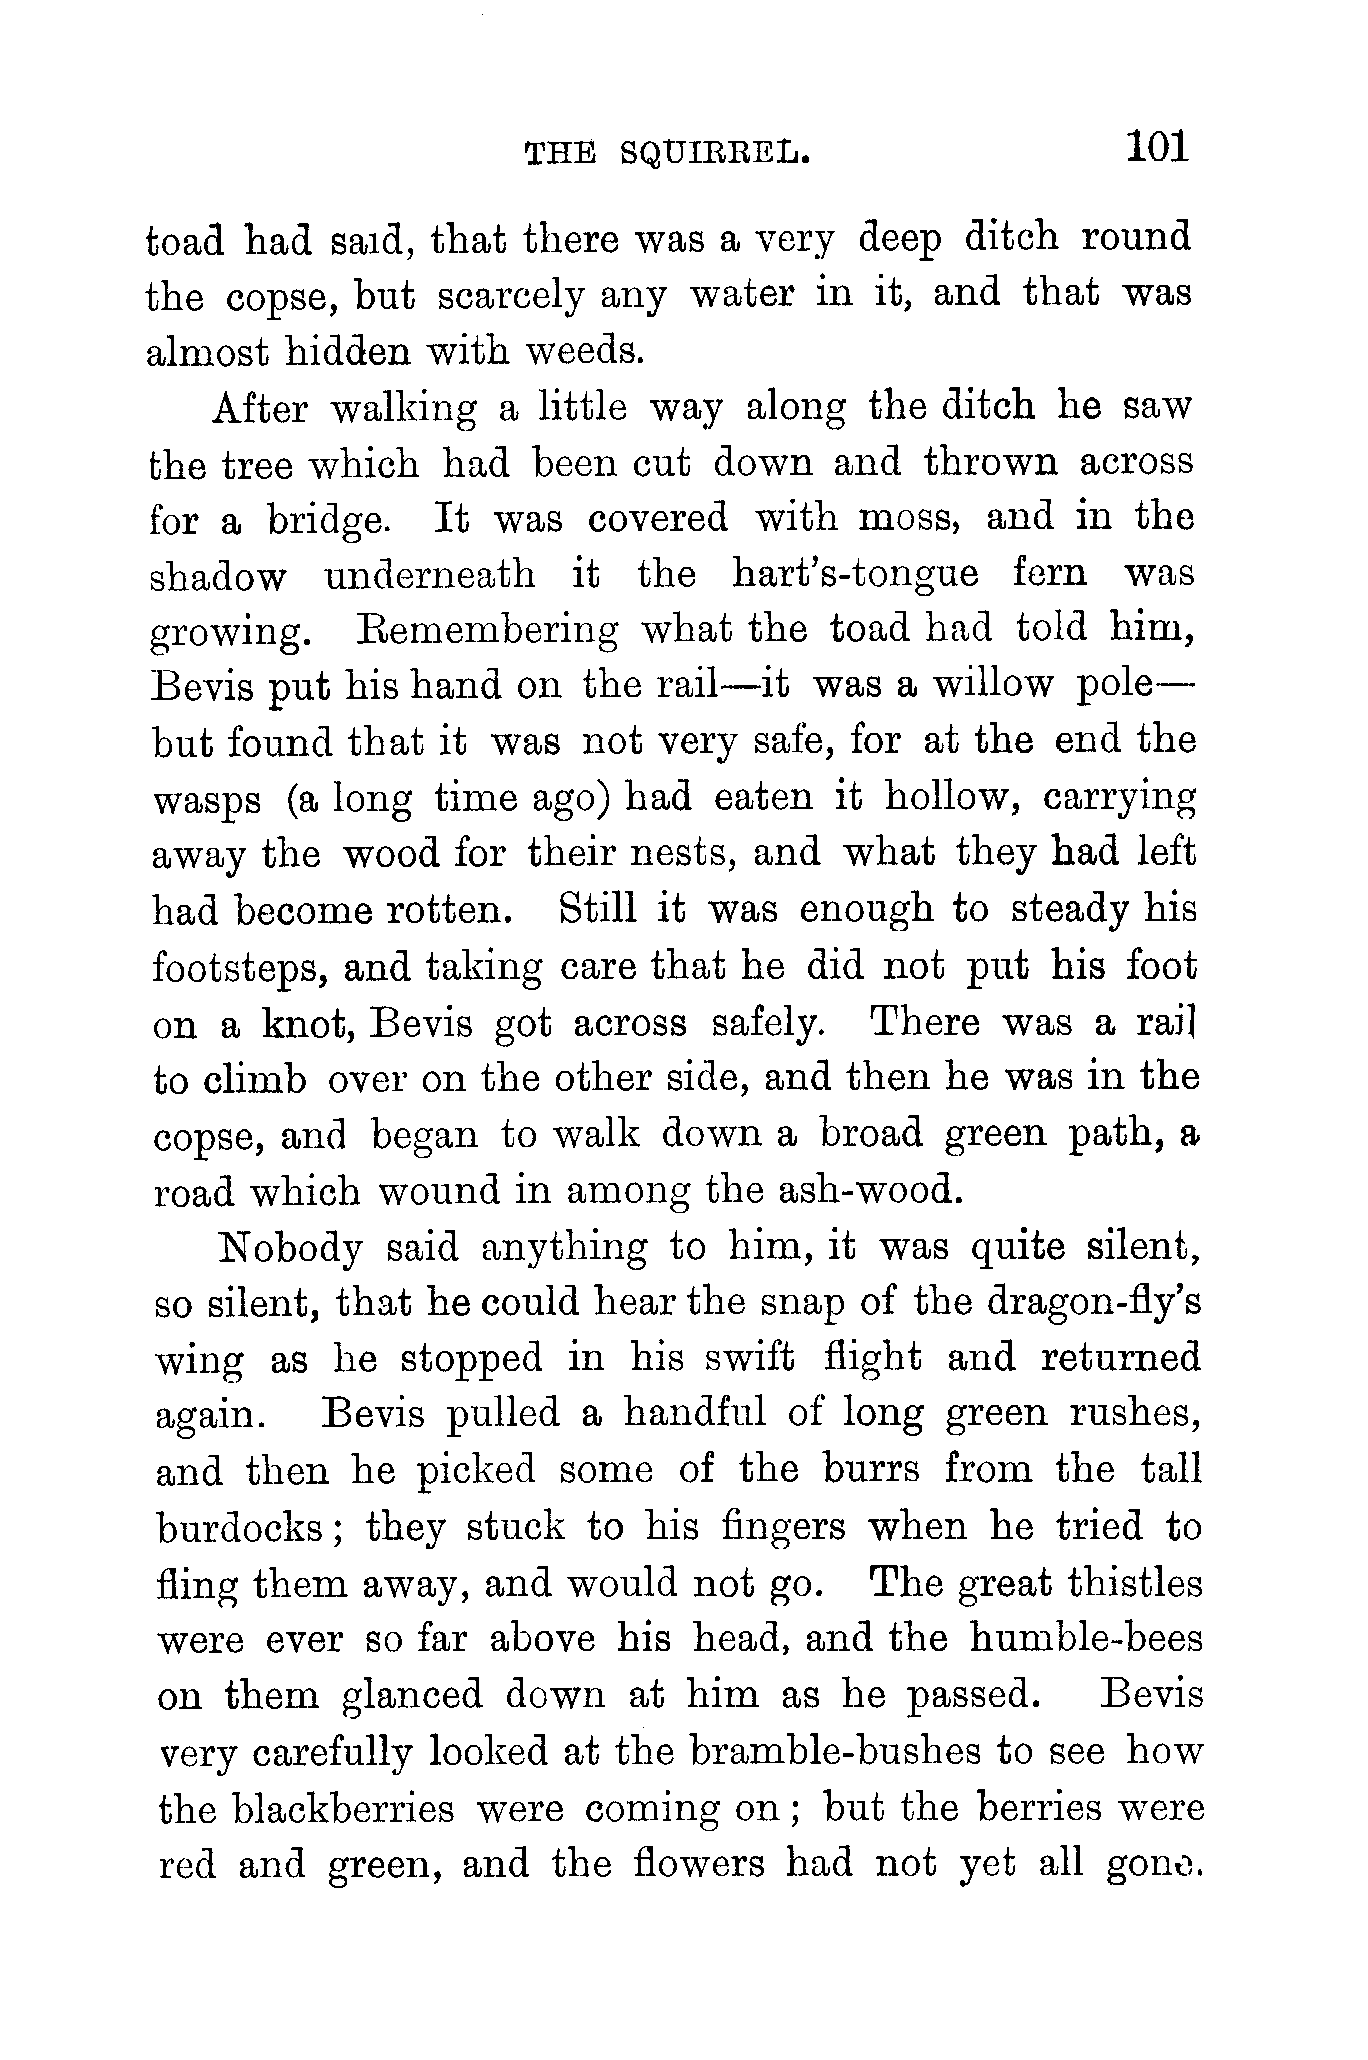 THE SQUIRREL. 101
toad had said, that there was a very deep ditch round
the copse, but scarcely any water in it, and that was
almost hidden with weeds.
After walking a little way along the ditch he saw
the tree which had been cut down and thrown across
for a bridge. It was covered with moss, and in the
shadow underneath it the hart's-tongue fern was
growing. Remembering what the toad had told him,
Bevis put his hand on the rail—it was a willow pole—
but found that it was not very safe, for at the end the
wasps (a long time ago) had eaten it hollow, carrying
away the wood for their nests, and what they had left
had become rotten. Still it was enough to steady his
footsteps, and taking care that he did not put his foot
on a knot, Bevis got across safely. There was a rail
to climb over on the other side, and then he was in the
copse, and began to walk down a broad green path, a
road which wound in among the ash-wood.
Nobody said anything to him, it was quite silent,
so silent, that he could hear the snap of the dragon-fly's
wing as he stopped in his swift flight and returned
again. Bevis pulled a handful of long green rushes,
and then he picked some of the burrs from the tall
burdocks; they stuck to his fingers when he tried to
fling them away, and would not go. The great thistles
were ever so far above his head, and the humble-bees
on them glanced down at him as he passed. Bevis
very carefully looked at the bramble-bushes to see how
the blackberries were coming on; but the berries were
red and green, and the flowers had not yet all gone.